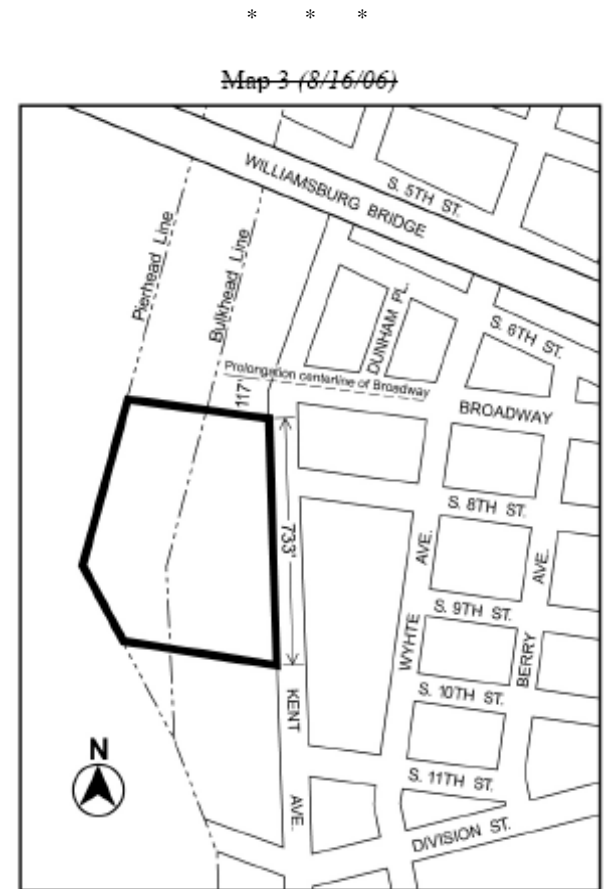 * * *
Map 3 (8/16/06)
S. 5TH ST.
WILLIAMSBURG BRIDGE
Pierhead Line
Bulkhead Line
DUNHAM PL.
S. 6TH ST.
Prolongation centerline of Broadway
117'
BROADWAY
S. 8TH ST.
733'
AVE.
AVE.
S. 9TH ST.
WYHTE
BERRY
S. 10TH ST.
KENT
N
S. 11TH ST.
AVE.
DIVISION ST.